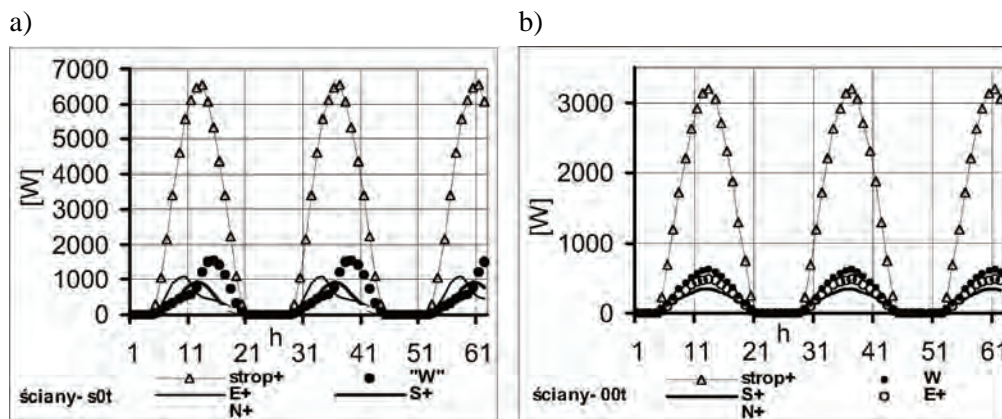 a)
b)
7000
6000
5000
4000
3000
2000
1000
0
[W]
1 11 21 31 41 51 61
h
strop+ "W"
ściany- s0t E+ S+
N+
3000
2000
1000
0
[W]
1 11 21 31 41 51 61
h
strop+ W
ściany- 00t S+ E+
N+